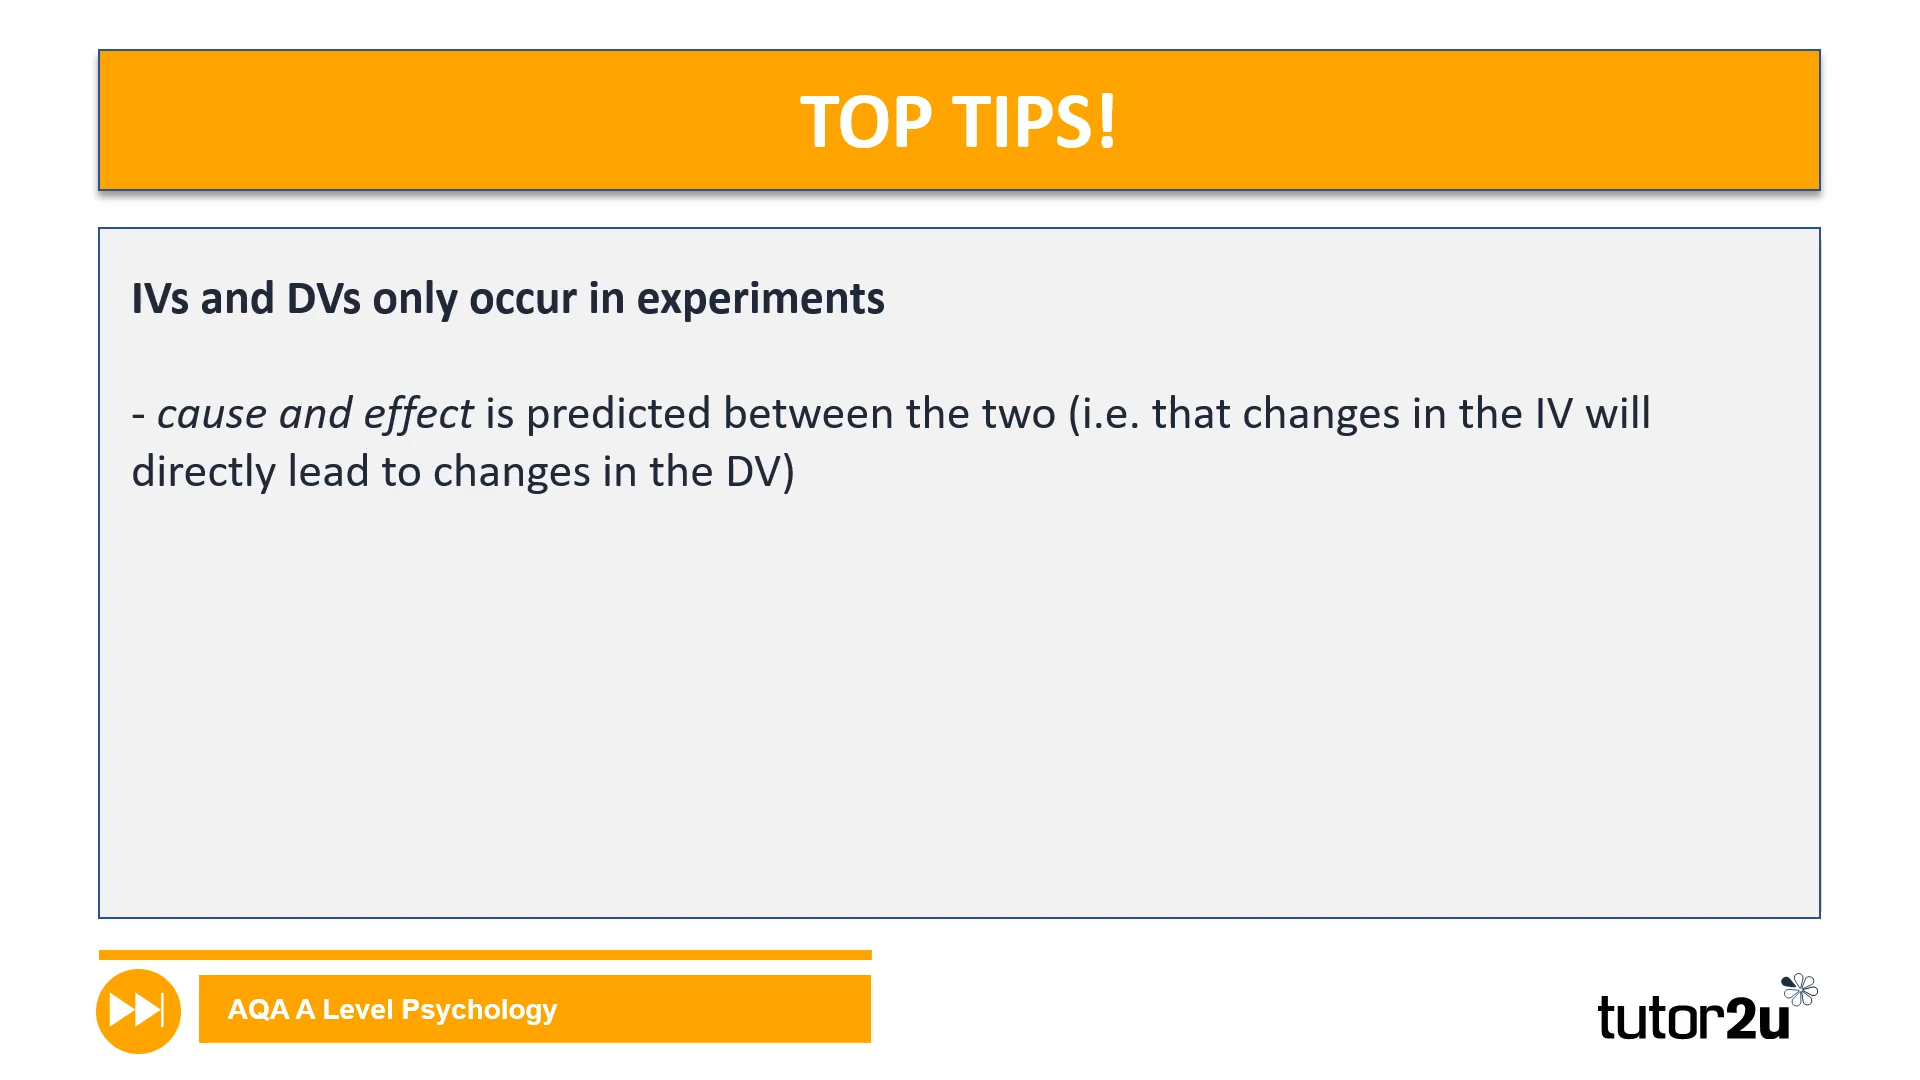 TOP TIPS!
IVs and DVs only occur in experiments
- cause and effect is predicted between the two (i.e. that changes in the IV will
directly lead to changes in the DV)
AQA A Level Psychology
tutor2u